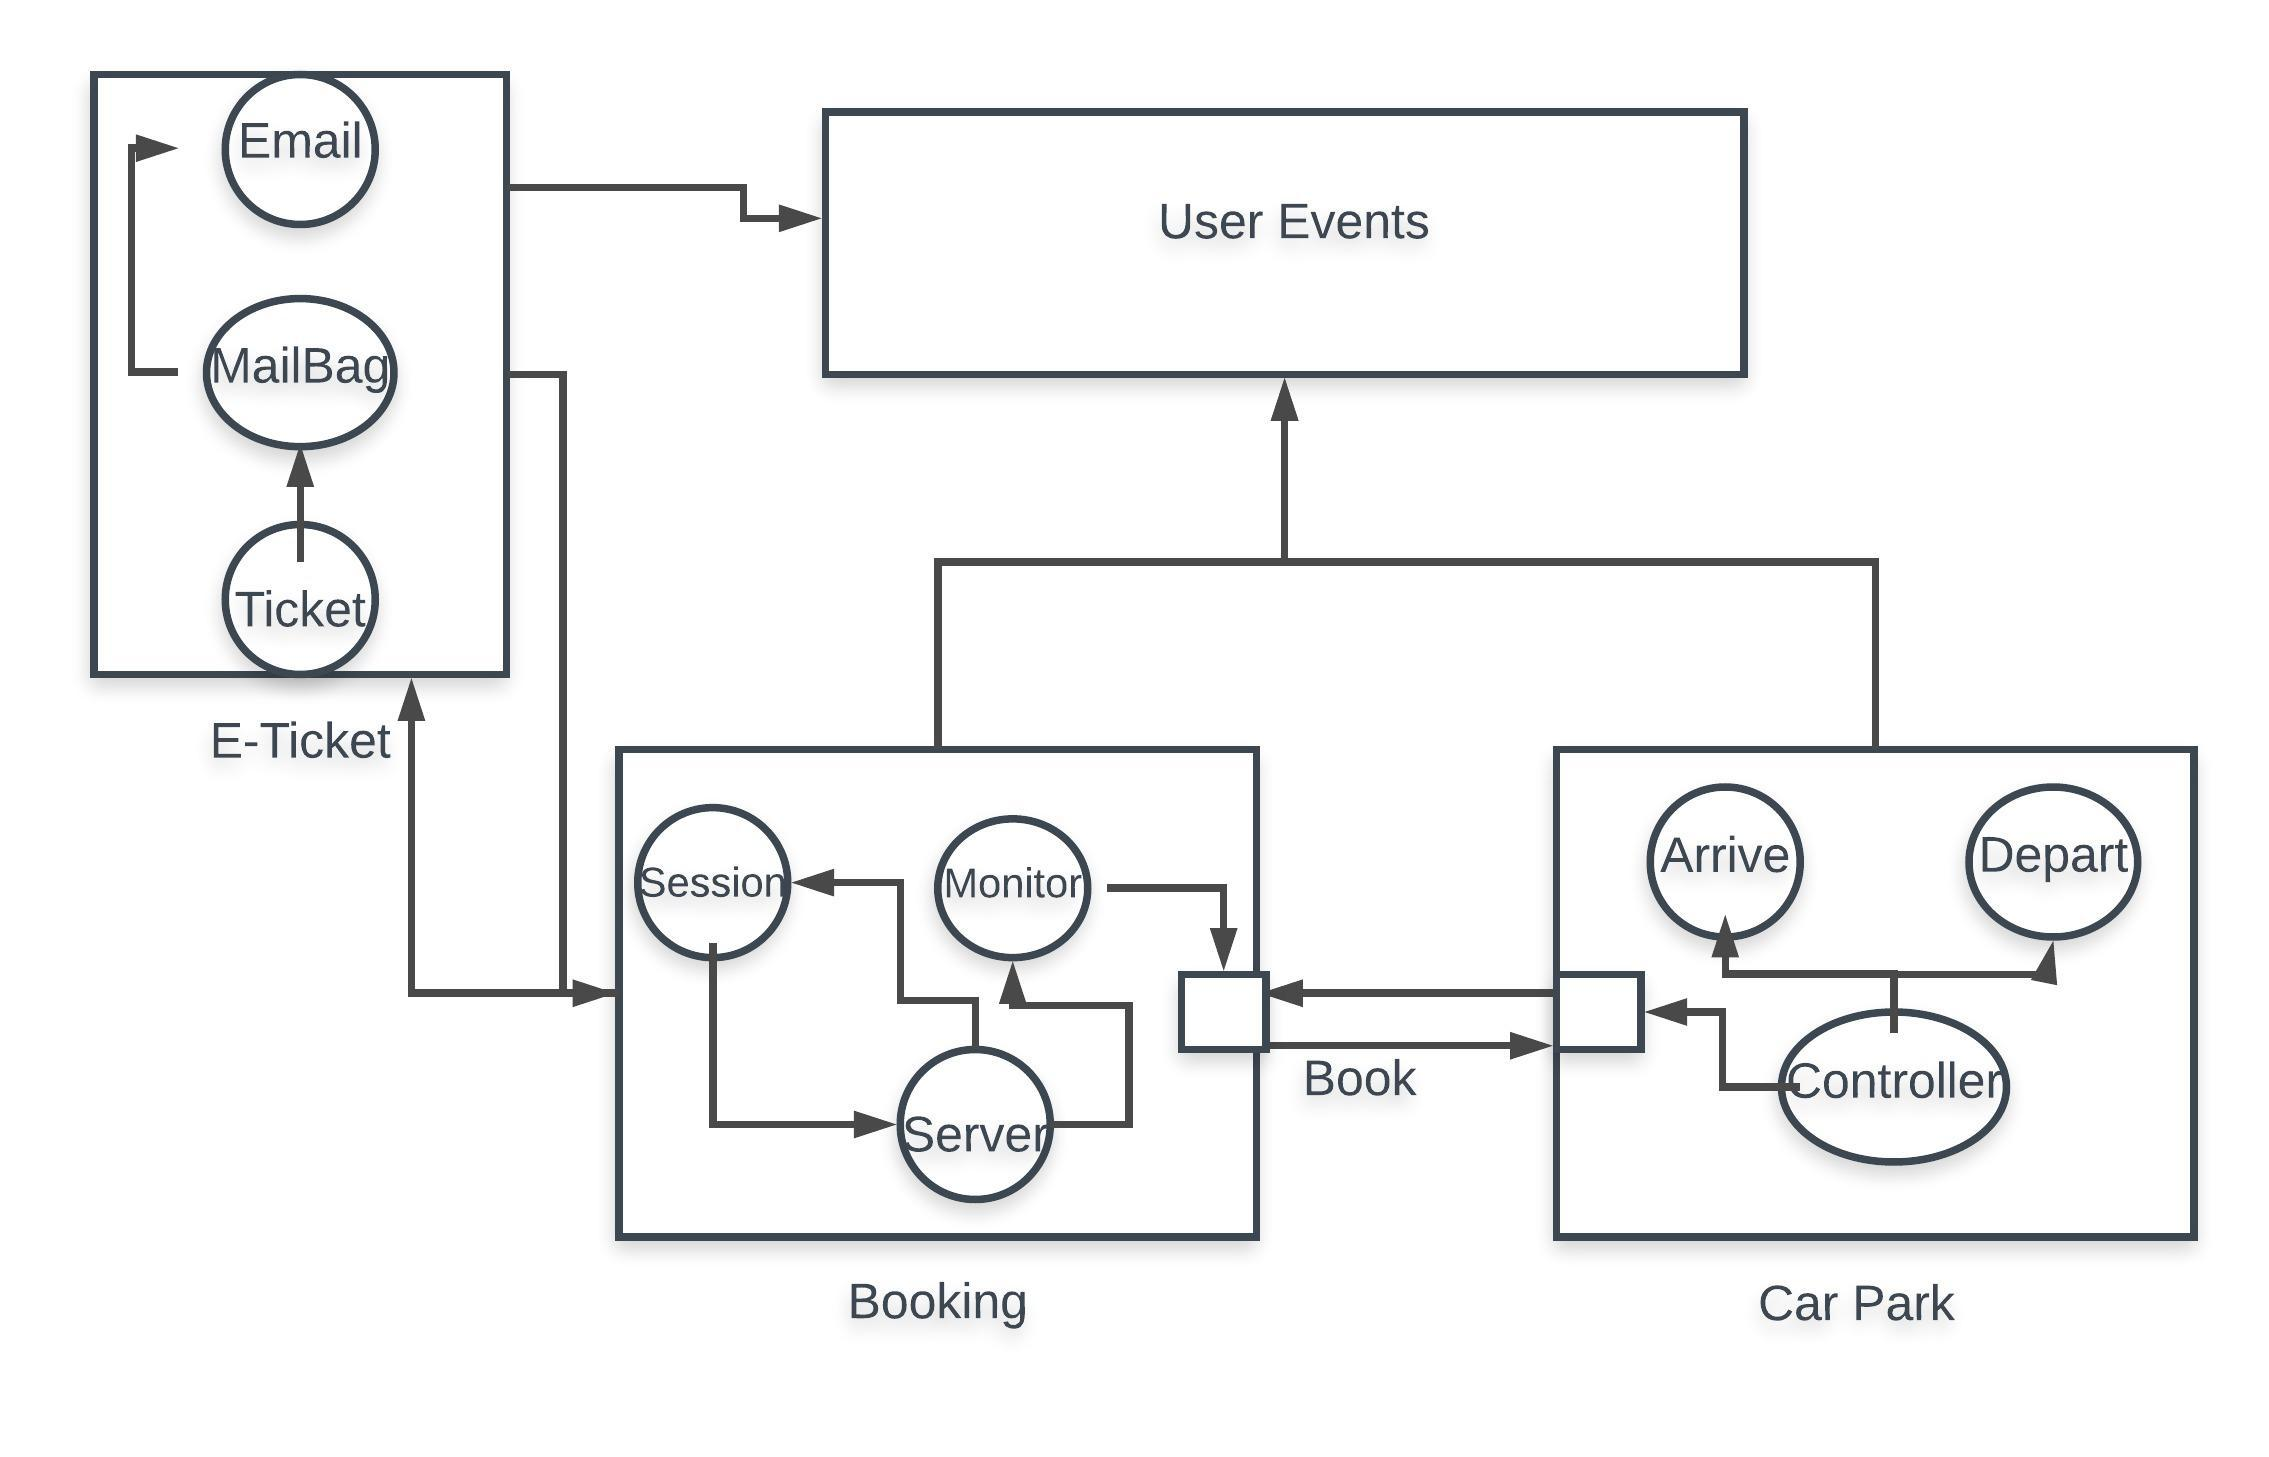 Email
User Events
MailBag
Ticket
E-Ticket
Session
Monitor
Arrive
Depart
Book
Controller
Server
Booking
Car Park